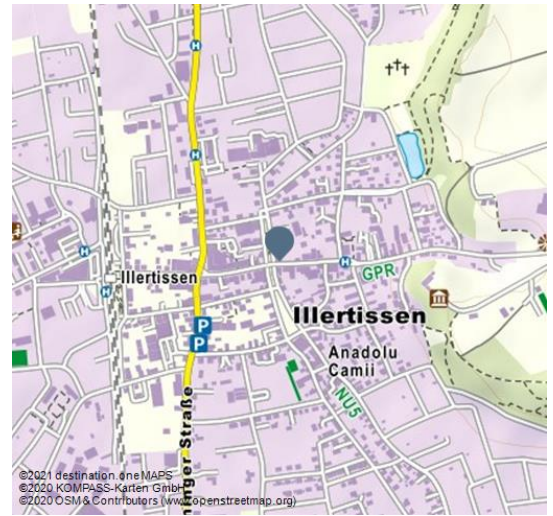 H
H
H
H
H
Illertissen
GPR
P
P
Illertissen
Anadolu
Camii
NU5
Straße
©2021 destination.one MAPS
©2020 KOMPASS-Karten GmbH
©2020 OSM & Contributors (www.openstreetmap.org)